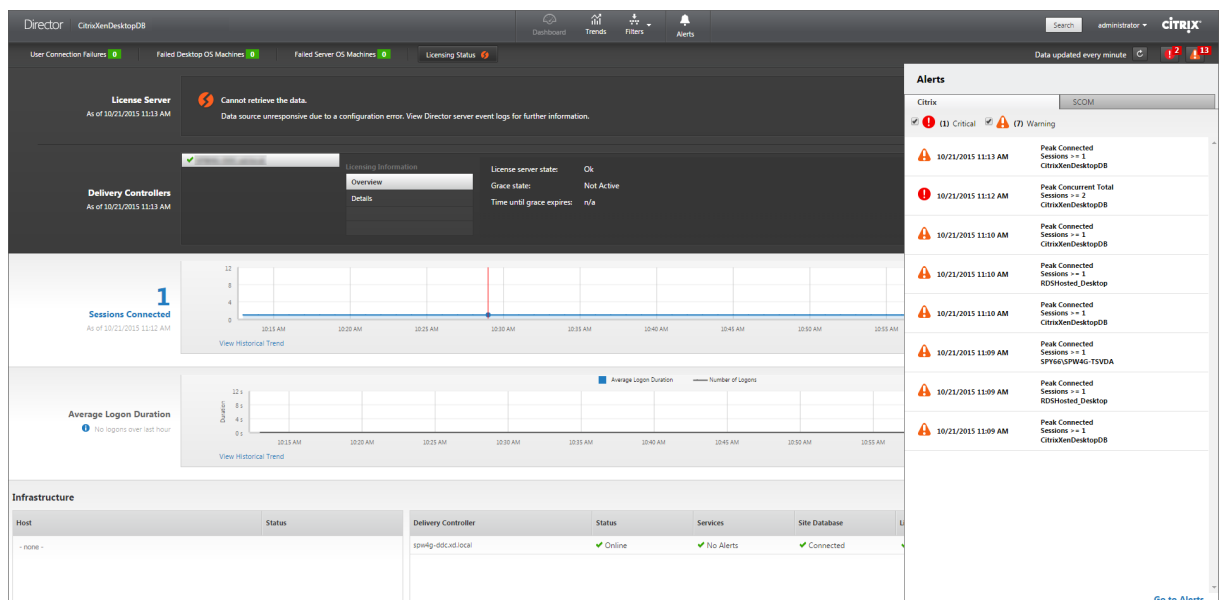 Director CitrixXenDesktopDB
Dashboard
Trends
Filters
Alerts
Search
administrator
CITRIX
User Connection Failures 0
Failed Desktop OS Machines 0
Failed Server OS Machines 0
Licensing Status
Data updated every minute
2
13
License Server
As of 10/21/2015 11:13 AM
Cannot retrieve the data.
Data source unresponsive due to a configuration error. View Director server event logs for further information.
Delivery Controllers
As of 10/21/2015 11:13 AM
Licensing Information
Overview
Details
License server state: Ok
Grace state: Not Active
Time until grace expires: n/a
1
Sessions Connected
As of 10/21/2015 11:12 AM
12
8
4
0
10:15 AM 10:20 AM 10:25 AM 10:30 AM 10:35 AM 10:40 AM 10:45 AM 10:50 AM 10:55 AM
View Historical Trend
Average Logon Duration
No logons over last hour
Average Logon Duration Number of Logons
Duration
12 s
8 s
4 s
0 s
10:15 AM 10:20 AM 10:25 AM 10:30 AM 10:35 AM 10:40 AM 10:45 AM 10:50 AM 10:55 AM
View Historical Trend
Infrastructure
Host Status
- none -
Delivery Controller Status Services Site Database
spw4g-ddc.xd.local Online No Alerts Connected
Alerts
Citrix SCOM
(1) Critical (7) Warning
10/21/2015 11:13 AM
Peak Connected
Sessions >= 1
CitrixXenDesktopDB
10/21/2015 11:12 AM
Peak Concurrent Total
Sessions >= 2
CitrixXenDesktopDB
10/21/2015 11:10 AM
Peak Connected
Sessions >= 1
CitrixXenDesktopDB
10/21/2015 11:10 AM
Peak Connected
Sessions >= 1
RDSHosted_Desktop
10/21/2015 11:10 AM
Peak Connected
Sessions >= 1
CitrixXenDesktopDB
10/21/2015 11:09 AM
Peak Connected
Sessions >= 1
SPY66\SPW4G-TSVDA
10/21/2015 11:09 AM
Peak Connected
Sessions >= 1
RDSHosted_Desktop
10/21/2015 11:09 AM
Peak Connected
Sessions >= 1
CitrixXenDesktopDB
Go to Alerts